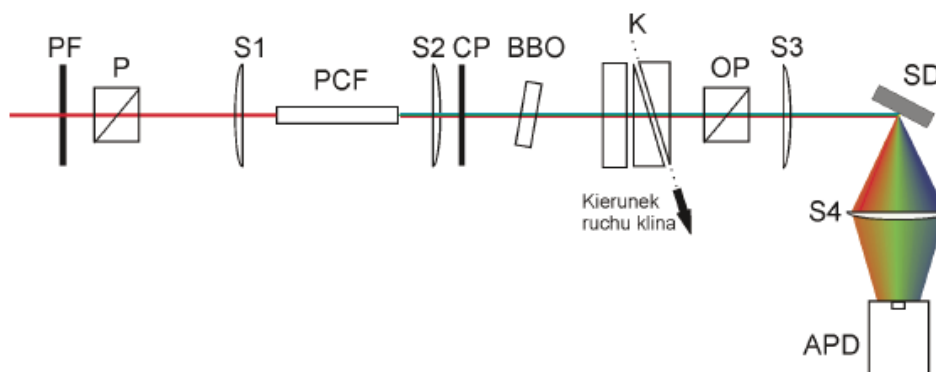 PF
P
S1
PCF
S2
CP
BBO
K
OP
S3
SD
Kierunek
ruchu klina
S4
APD